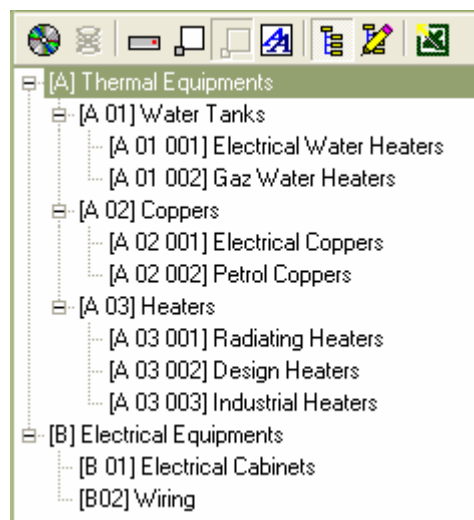 [A] Thermal Equipments
[A 01] Water Tanks
[A 01 001] Electrical Water Heaters
[A 01 002] Gaz Water Heaters
[A 02] Coppers
[A 02 001] Electrical Coppers
[A 02 002] Petrol Coppers
[A 03] Heaters
[A 03 001] Radiating Heaters
[A 03 002] Design Heaters
[A 03 003] Industrial Heaters
[B] Electrical Equipments
[B 01] Electrical Cabinets
[B02] Wiring